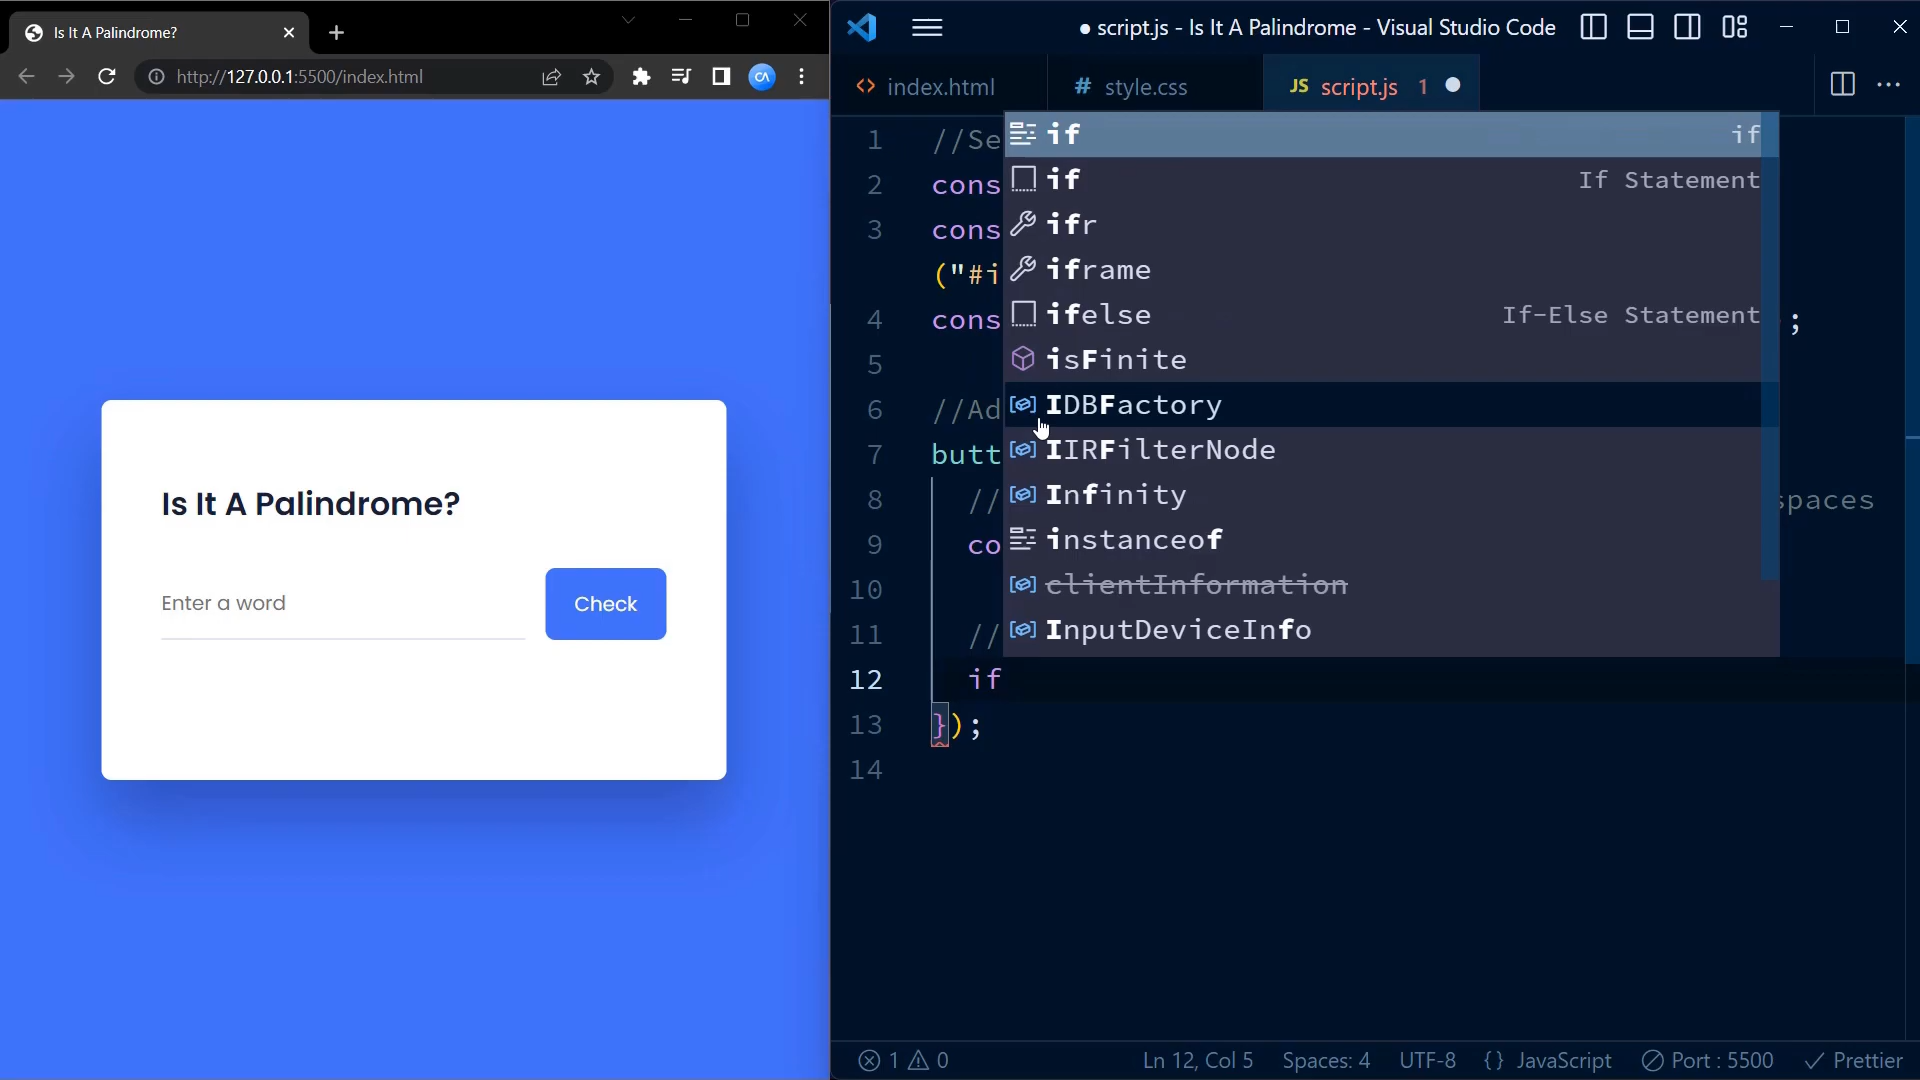 Is It A Palindrome?
http://127.0.0.1:5500/index.html
CA
Is It A Palindrome?
Enter a word
Check
● script.js - Is It A Palindrome - Visual Studio Code
<> index.html
# style.css
JS script.js 1 ●
1 //Se
2 cons
3 cons
("#i
4 cons ;
5
6 //Ad
7 butt
8 // spaces
9 co
10
11 //
12 if
13 });
14
if if
if If Statement
ifr
iframe
ifelse If-Else Statement
isFinite
IDBFactory
IIRFilterNode
Infinity
instanceof
clientInformation
InputDeviceInfo
1 0 Ln 12, Col 5 Spaces: 4 UTF-8 {} JavaScript Port : 5500 Prettier